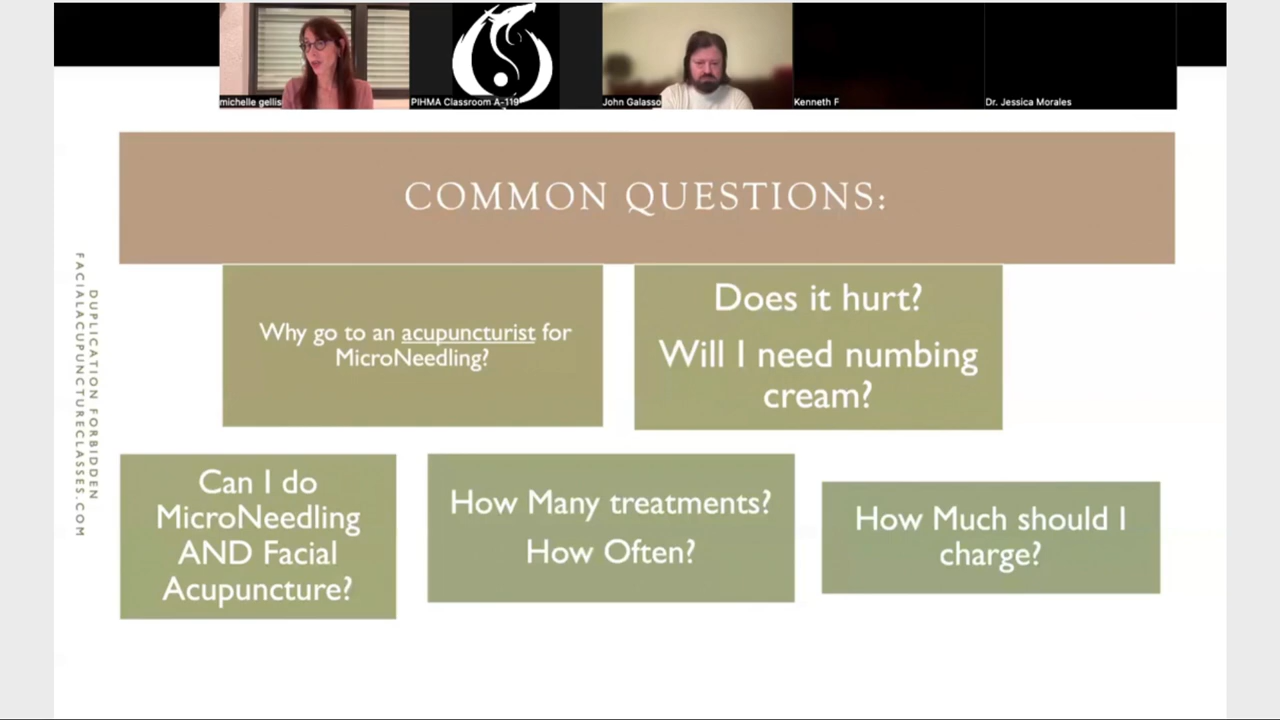 michelle gellis
PIHMA Classroom A-119
John Galasso
Kenneth F
Dr. Jessica Morales
COMMON QUESTIONS:
DUPLICATION FORBIDDEN
FACIALACUPUNCTURECLASSES.COM
Why go to an acupuncturist for
MicroNeedling?
Does it hurt?
Will I need numbing
cream?
Can I do
MicroNeedling
AND Facial
Acupuncture?
How Many treatments?
How Often?
How Much should I
charge?